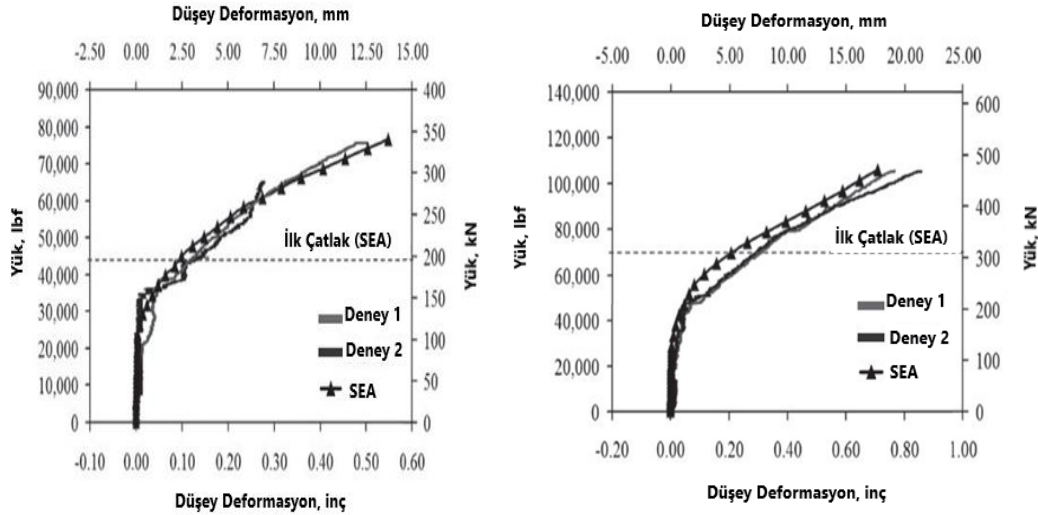 Düşey Deformasyon, mm
-2.50 0.00 2.50 5.00 7.50 10.00 12.50 15.00
90,000
80,000
70,000
60,000
50,000
40,000
30,000
20,000
10,000
0
Yük, lbf
400
350
300
250
200
150
100
50
0
Yük, kN
İlk Çatlak (SEA)
Deney 1
Deney 2
SEA
-0.10 0.00 0.10 0.20 0.30 0.40 0.50 0.60
Düşey Deformasyon, inç
Düşey Deformasyon, mm
-5.00 0.00 5.00 10.00 15.00 20.00 25.00
140,000
120,000
100,000
80,000
60,000
40,000
20,000
0
Yük, lbf
600
500
400
300
200
100
0
Yük, kN
İlk Çatlak (SEA)
Deney 1
Deney 2
SEA
-0.20 0.00 0.20 0.40 0.60 0.80 1.00
Düşey Deformasyon, inç